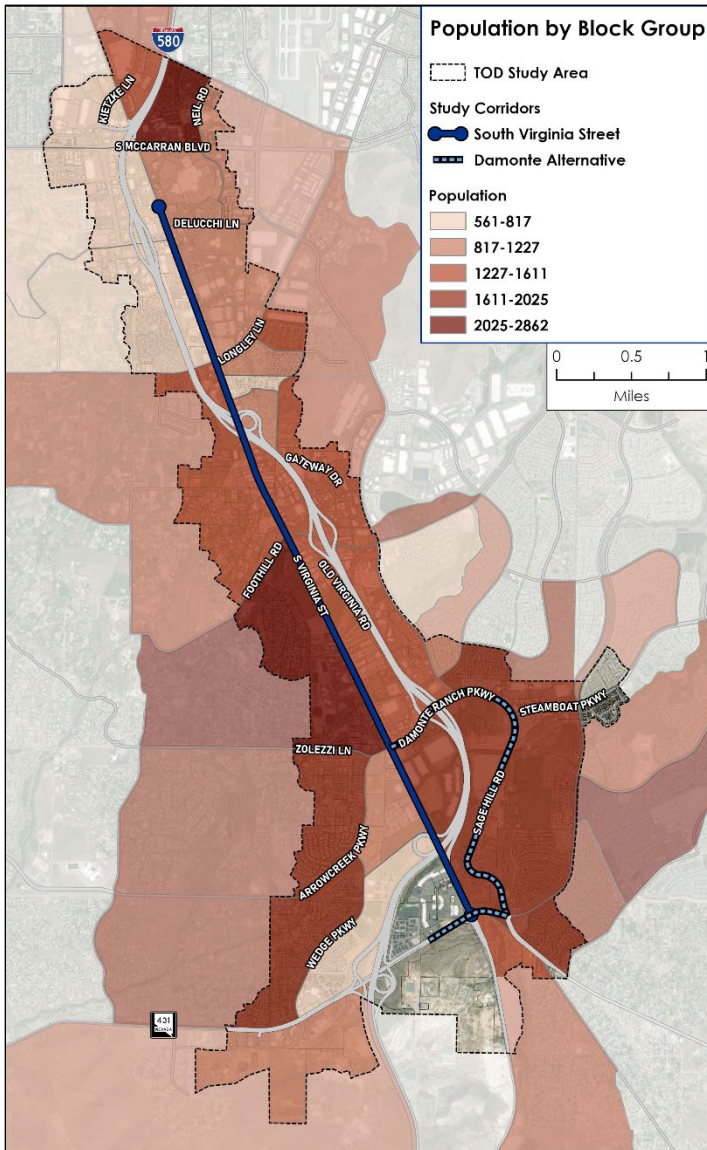 Population by Block Group
TOD Study Area
Study Corridors
South Virginia Street
Damonte Alternative
Population
561-817
817-1227
1227-1611
1611-2025
2025-2862
0 0.5 1
Miles
580
KIETZKE LN
NEIL RD
S MCCARRAN BLVD
DELUCCHI LN
LONGLEY LN
GATEWAY DR
FOOTHILL RD
S VIRGINIA ST
OLD VIRGINIA RD
DAMONTE RANCH PKWY
STEAMBOAT PKWY
ZOLEZZI LN
SAGE HILL RD
ARROWCREEK PKWY
WEDGE PKWY
431
NEVADA